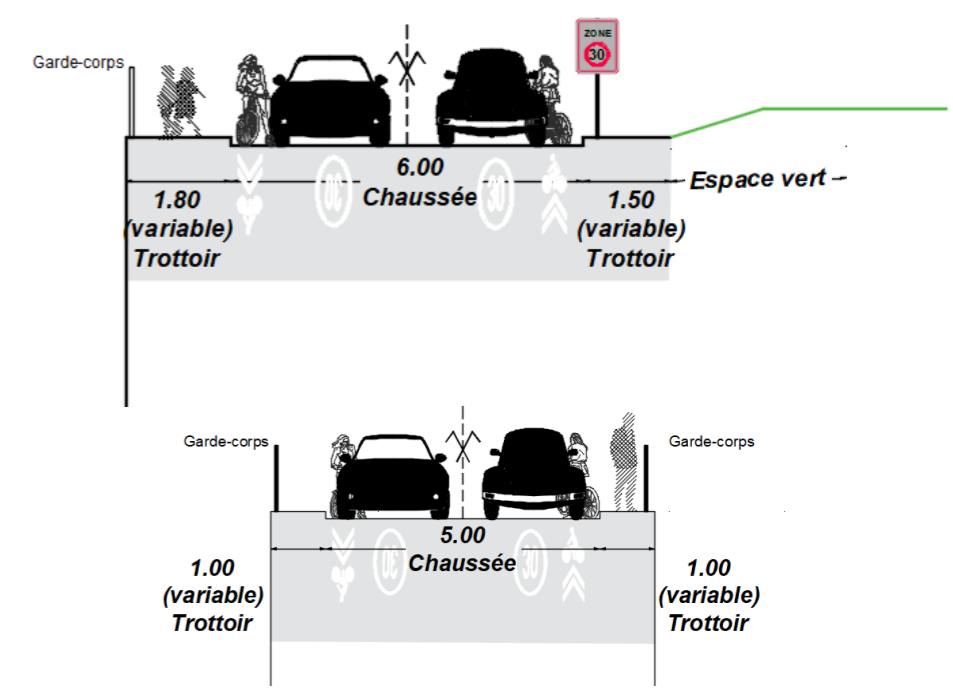 ZONE
30
Garde-corps
6.00
Chaussée
30
30
1.80
(variable)
Trottoir
1.50
(variable)
Trottoir
Espace vert
Garde-corps
Garde-corps
5.00
Chaussée
30
30
1.00
(variable)
Trottoir
1.00
(variable)
Trottoir